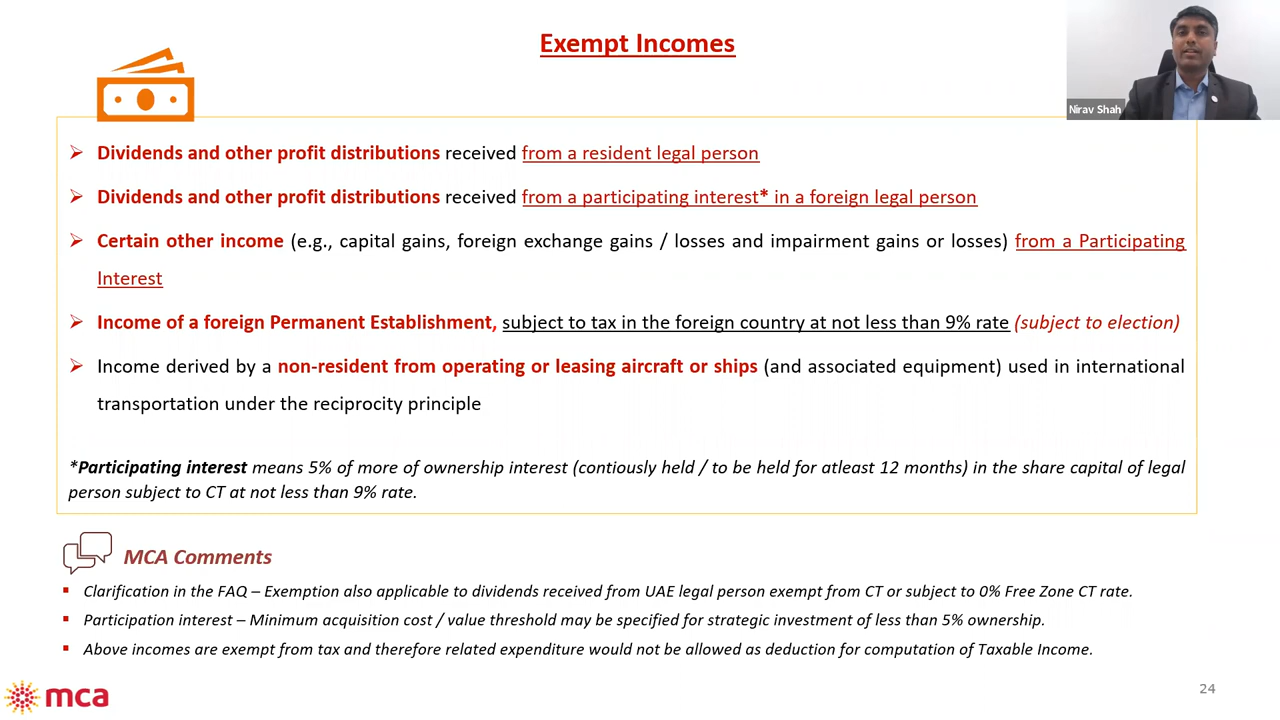 Exempt Incomes
Nirav Shah
Dividends and other profit distributions received from a resident legal person
Dividends and other profit distributions received from a participating interest* in a foreign legal person
Certain other income (e.g., capital gains, foreign exchange gains / losses and impairment gains or losses) from a Participating
Interest
Income of a foreign Permanent Establishment, subject to tax in the foreign country at not less than 9% rate (subject to election)
Income derived by a non-resident from operating or leasing aircraft or ships (and associated equipment) used in international
transportation under the reciprocity principle
*Participating interest means 5% of more of ownership interest (contiously held / to be held for atleast 12 months) in the share capital of legal
person subject to CT at not less than 9% rate.
MCA Comments
Clarification in the FAQ – Exemption also applicable to dividends received from UAE legal person exempt from CT or subject to 0% Free Zone CT rate.
Participation interest – Minimum acquisition cost / value threshold may be specified for strategic investment of less than 5% ownership.
Above incomes are exempt from tax and therefore related expenditure would not be allowed as deduction for computation of Taxable Income.
mca
24